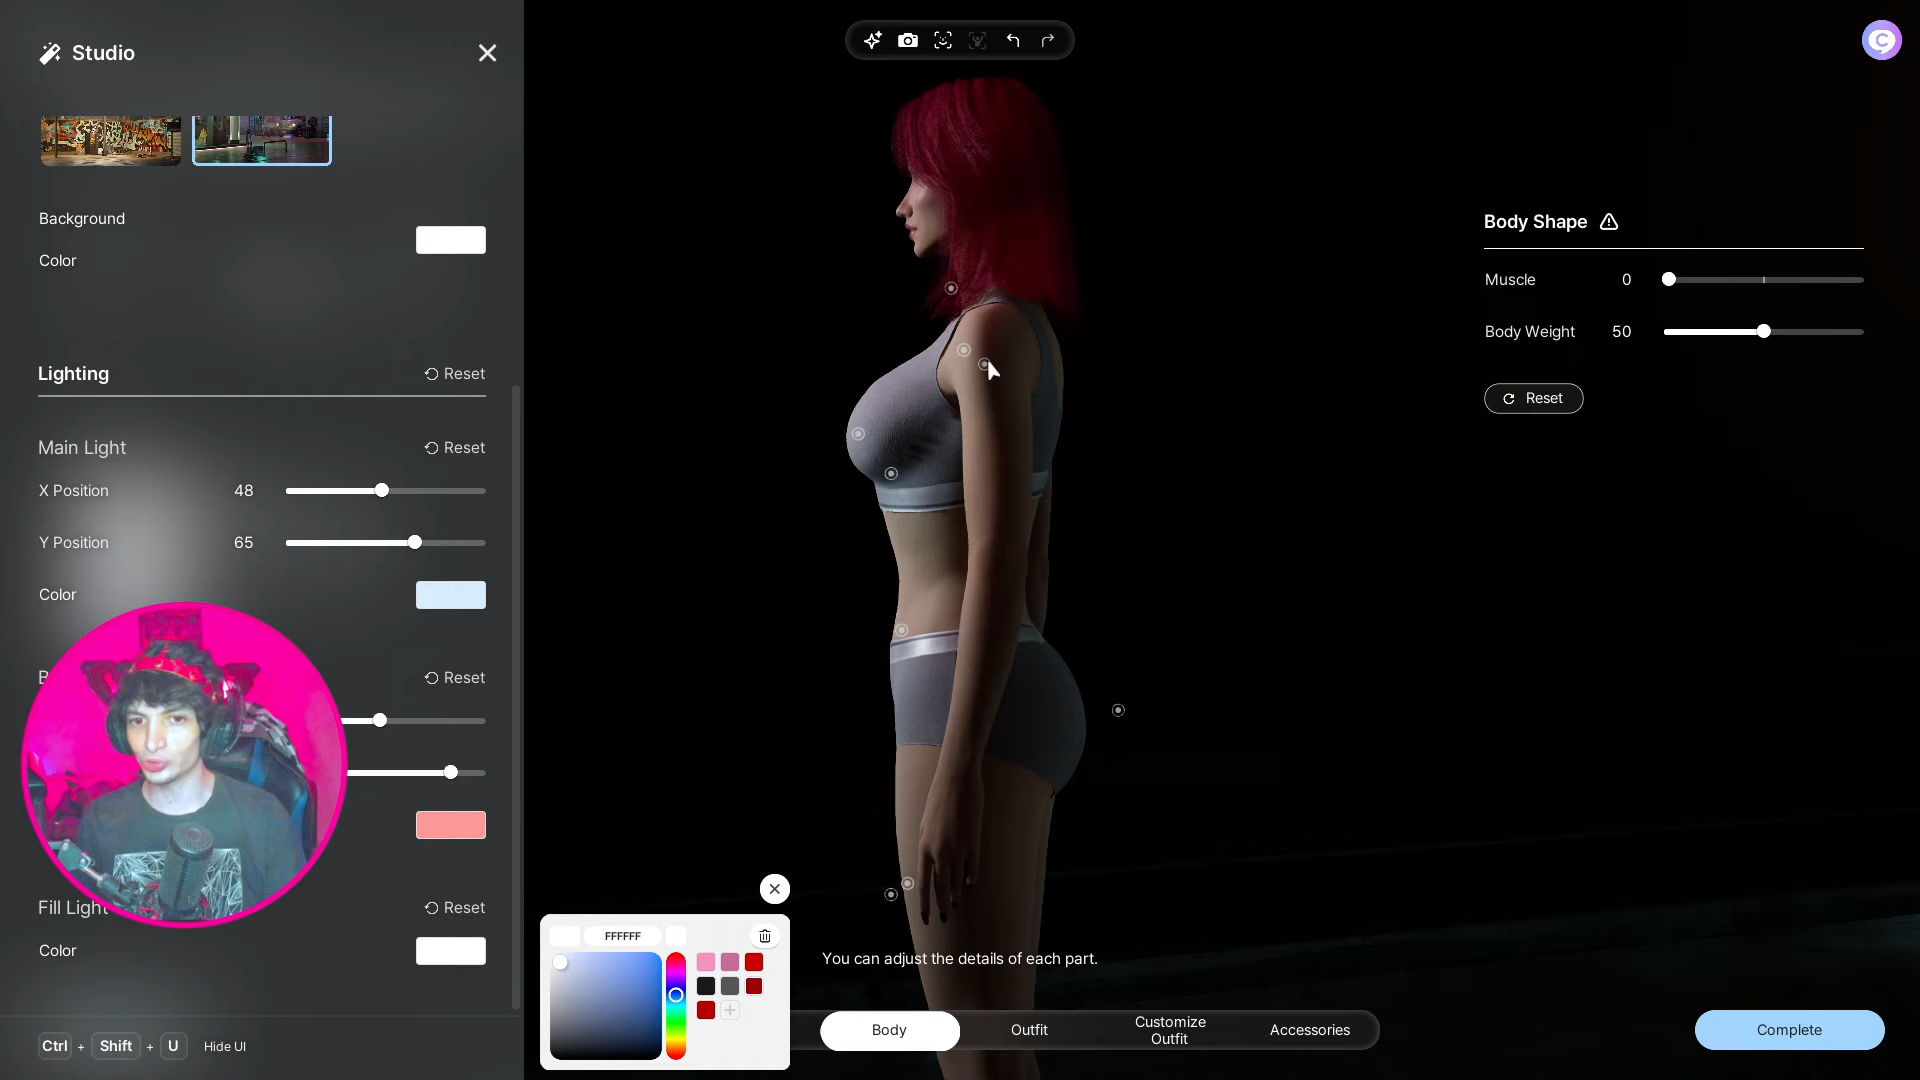 Studio
Background
Color
Lighting
Reset
Main Light
Reset
X Position 48
Y Position 65
Color
Reset
Fill Light
Reset
Color
Ctrl + Shift + U Hide UI
FFFFFF
You can adjust the details of each part.
Body
Outfit
Customize
Outfit
Accessories
Body Shape
Muscle 0
Body Weight 50
Reset
Complete